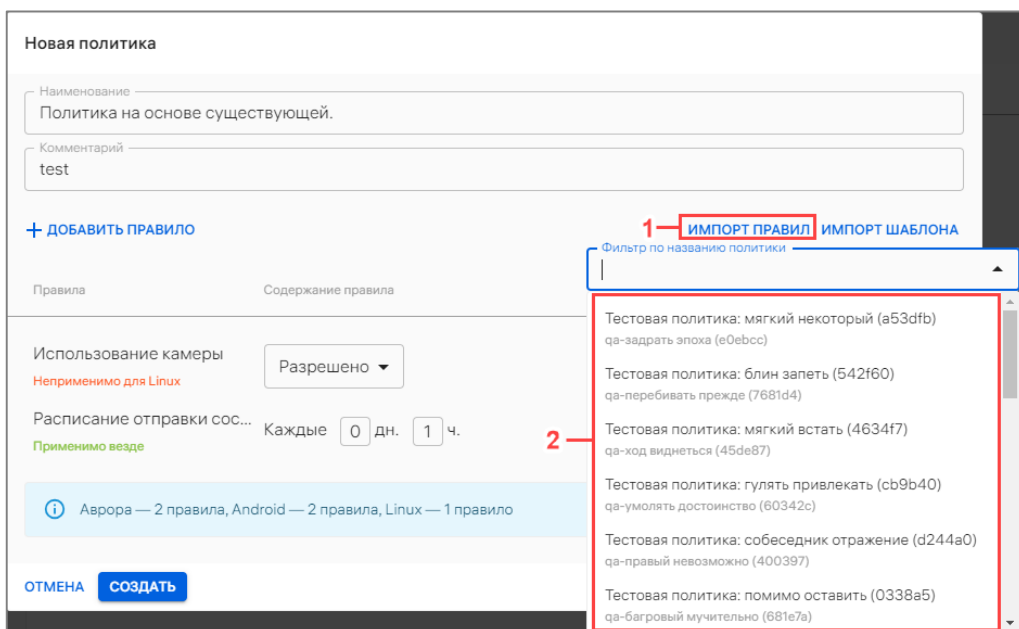 Новая политика
Наименование
Политика на основе существующей.
Комментарий
test
+ ДОБАВИТЬ ПРАВИЛО
1 ИМПОРТ ПРАВИЛ ИМПОРТ ШАБЛОНА
Фильтр по названию политики
Правила Содержание правила
Тестовая политика: мягкий некоторый (a53dfb)
qa-задрать эпоха (e0ebcc)
Использование камеры Разрешено
Неприменимо для Linux
Тестовая политика: блин запеть (542f60)
qa-перебивать прежде (7681d4)
Расписание отправки сос... Каждые 0 дн. 1 ч.
Применимо везде
2
Тестовая политика: мягкий встать (4634f7)
qa-ход виднеться (45de87)
Тестовая политика: гулять привлекать (cb9b40)
qa-умолять достоинство (60342c)
Аврора — 2 правила, Android — 2 правила, Linux — 1 правило
Тестовая политика: собеседник отражение (d244a0)
qa-правый невозможно (400397)
Тестовая политика: помимо оставить (0338a5)
qa-багровый мучительно (681e7a)
ОТМЕНА СОЗДАТЬ